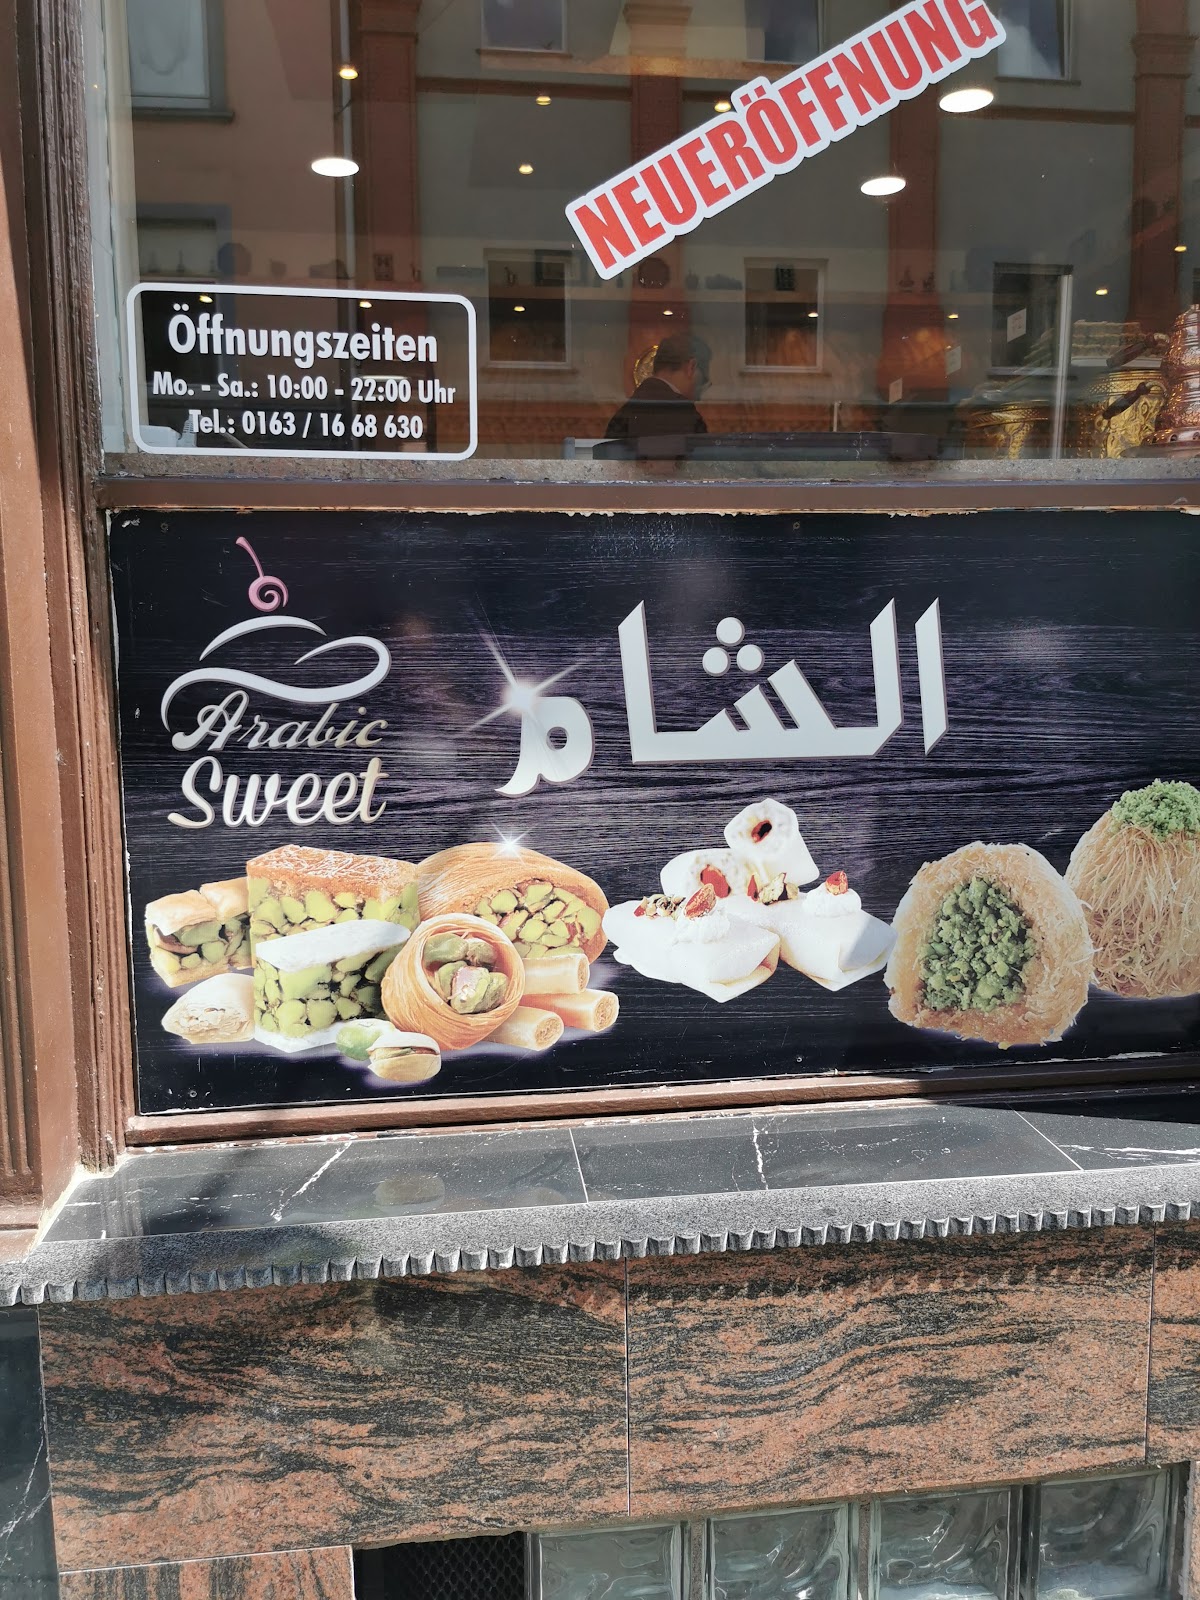 NEUERÖFFNUNG
Öffnungszeiten
Mo. - Sa.: 10:00 - 22:00 Uhr
Tel.: 0163 / 16 68 630
Arabic
Sweet
الشام